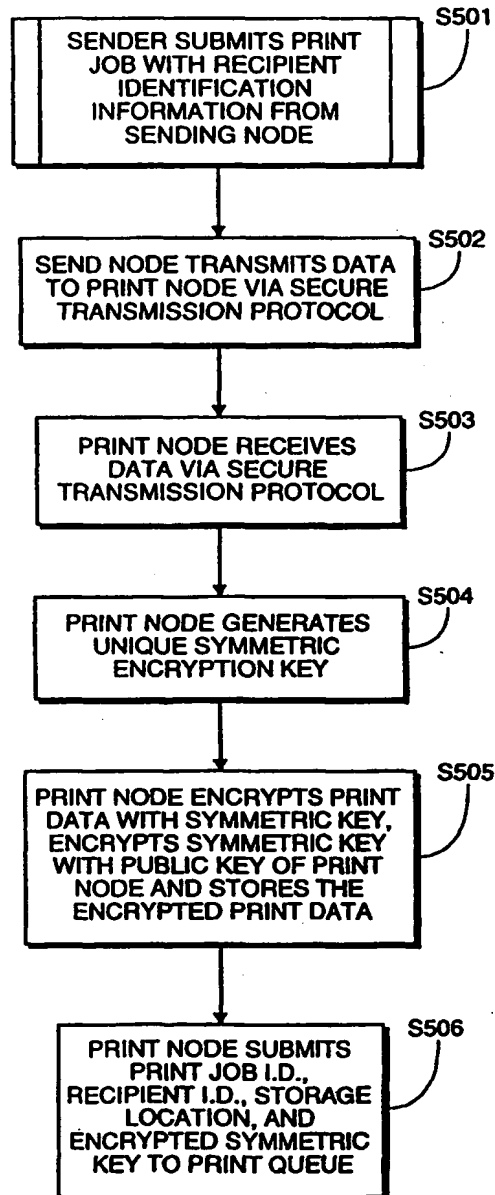 S501
SENDER SUBMITS PRINT
JOB WITH RECIPIENT
IDENTIFICATION
INFORMATION FROM
SENDING NODE
S502
SEND NODE TRANSMITS DATA
TO PRINT NODE VIA SECURE
TRANSMISSION PROTOCOL
S503
PRINT NODE RECEIVES
DATA VIA SECURE
TRANSMISSION PROTOCOL
S504
PRINT NODE GENERATES
UNIQUE SYMMETRIC
ENCRYPTION KEY
S505
PRINT NODE ENCRYPTS PRINT
DATA WITH SYMMETRIC KEY,
ENCRYPTS SYMMETRIC KEY
WITH PUBLIC KEY OF PRINT
NODE AND STORES THE
ENCRYPTED PRINT DATA
S506
PRINT NODE SUBMITS
PRINT JOB I.D.,
RECIPIENT I.D., STORAGE
LOCATION, AND
ENCRYPTED SYMMETRIC
KEY TO PRINT QUEUE